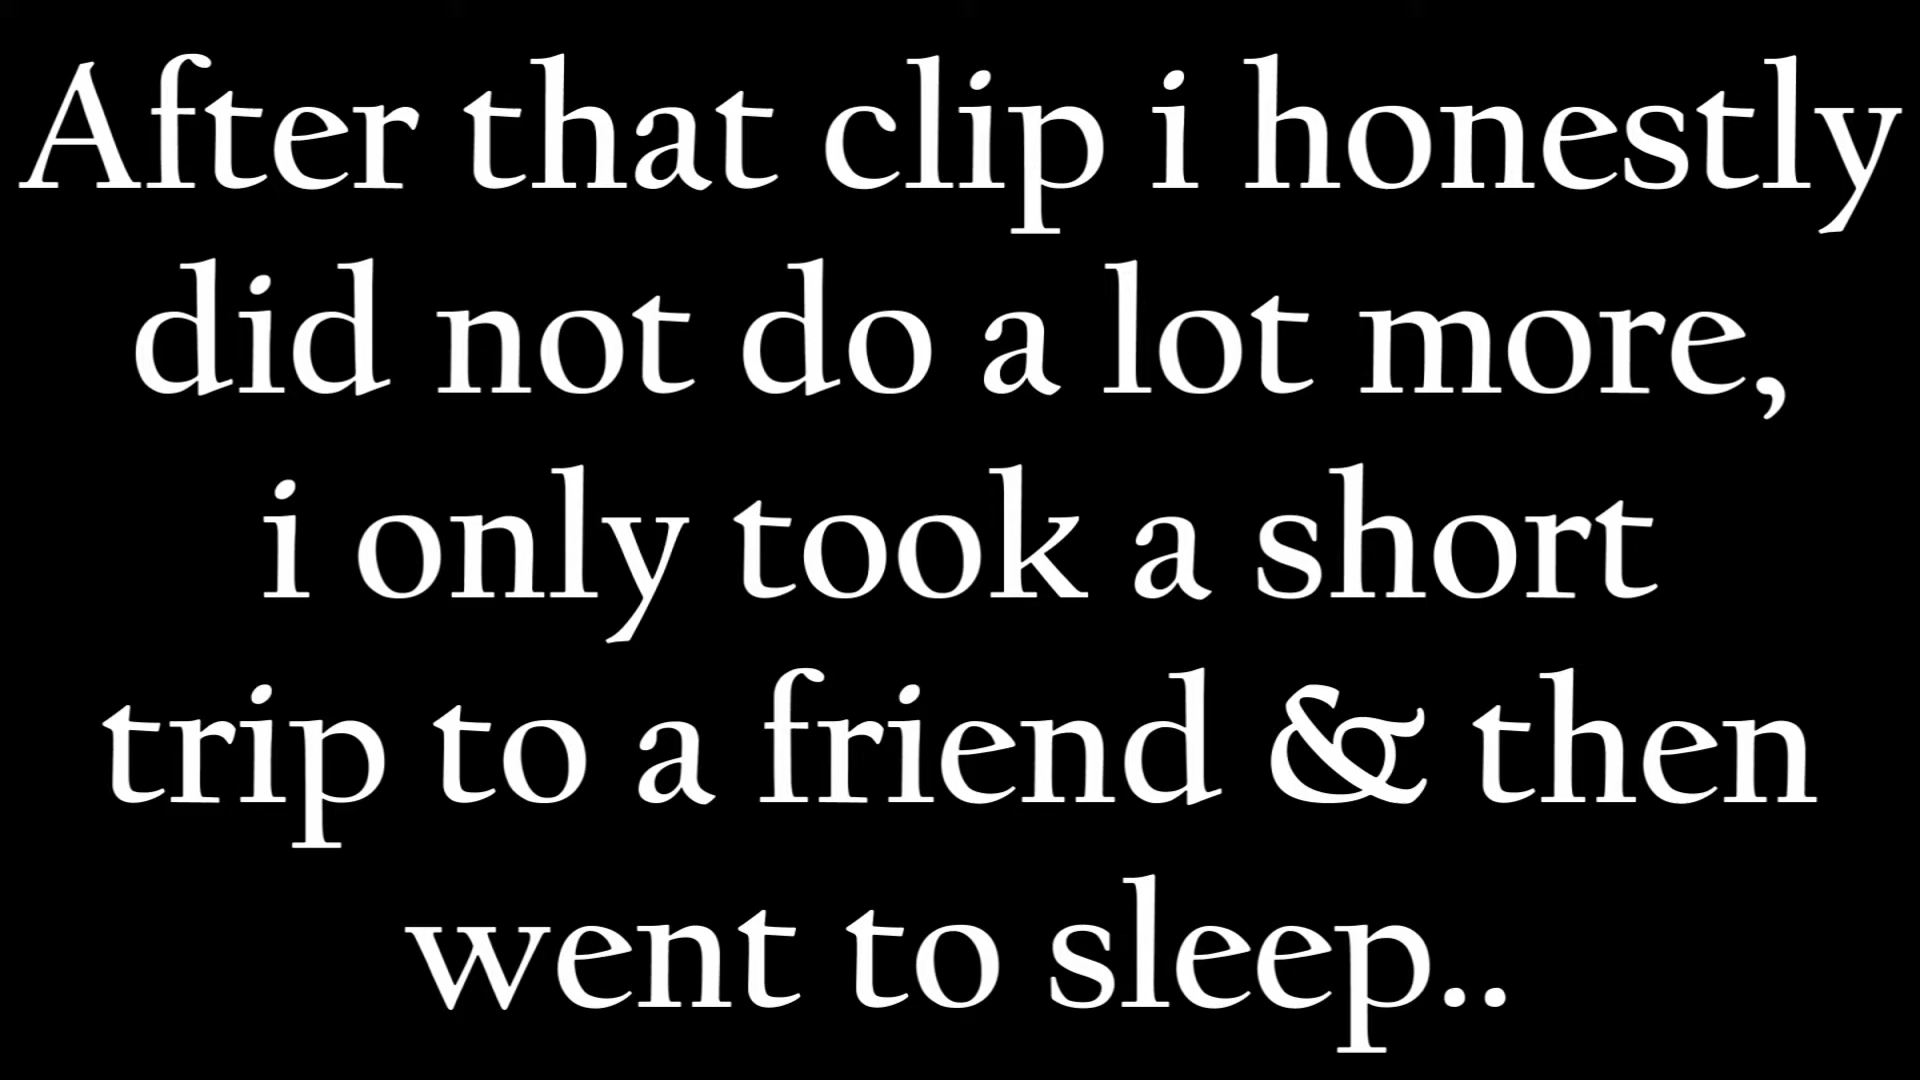 After that clip i honestly
did not do a lot more,
i only took a short
trip to a friend & then
went to sleep..